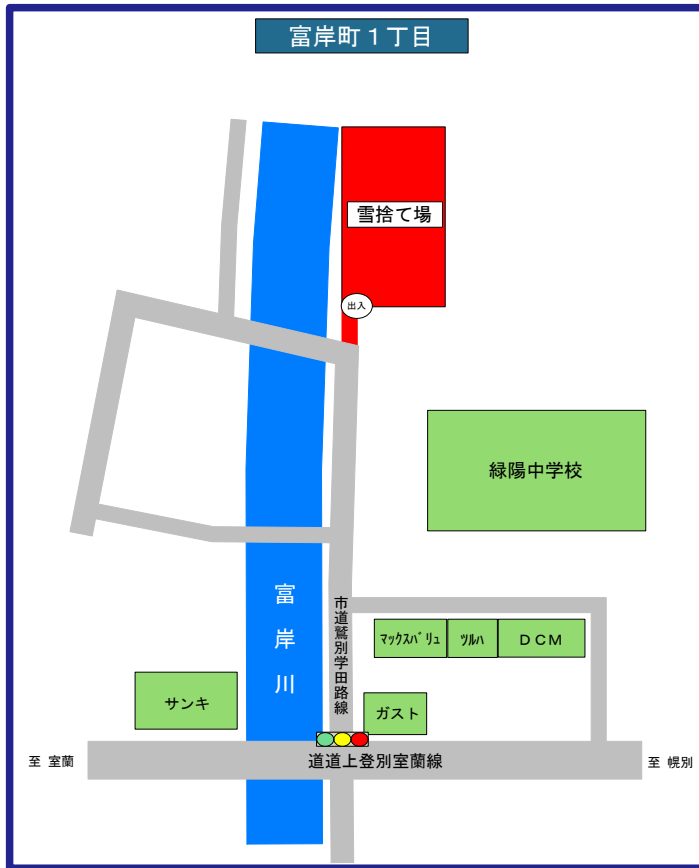 富岸町１丁目
雪捨て場
出入
緑陽中学校
富岸川
市道鷲別学田路線
マックスバリュ
ツルハ
ＤＣＭ
サンキ
ガスト
至 室蘭
道道上登別室蘭線
至 幌別